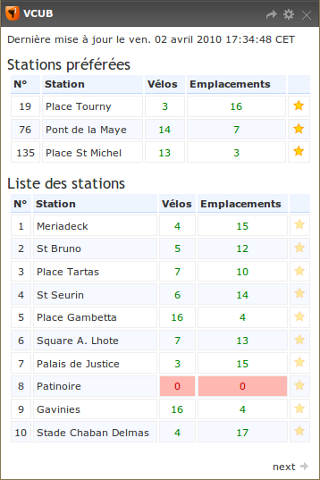 VCUB
Dernière mise à jour le ven. 02 avril 2010 17:34:48 CET
Stations préférées
N° Station Vélos Emplacements
19 Place Tourny 3 16
76 Pont de la Maye 14 7
135 Place St Michel 13 3
Liste des stations
N° Station Vélos Emplacements
1 Meriadeck 4 15
2 St Bruno 5 12
3 Place Tartas 7 10
4 St Seurin 6 14
5 Place Gambetta 16 4
6 Square A. Lhote 7 13
7 Palais de Justice 3 15
8 Patinoire 0 0
9 Gavinies 16 4
10 Stade Chaban Delmas 4 17
next